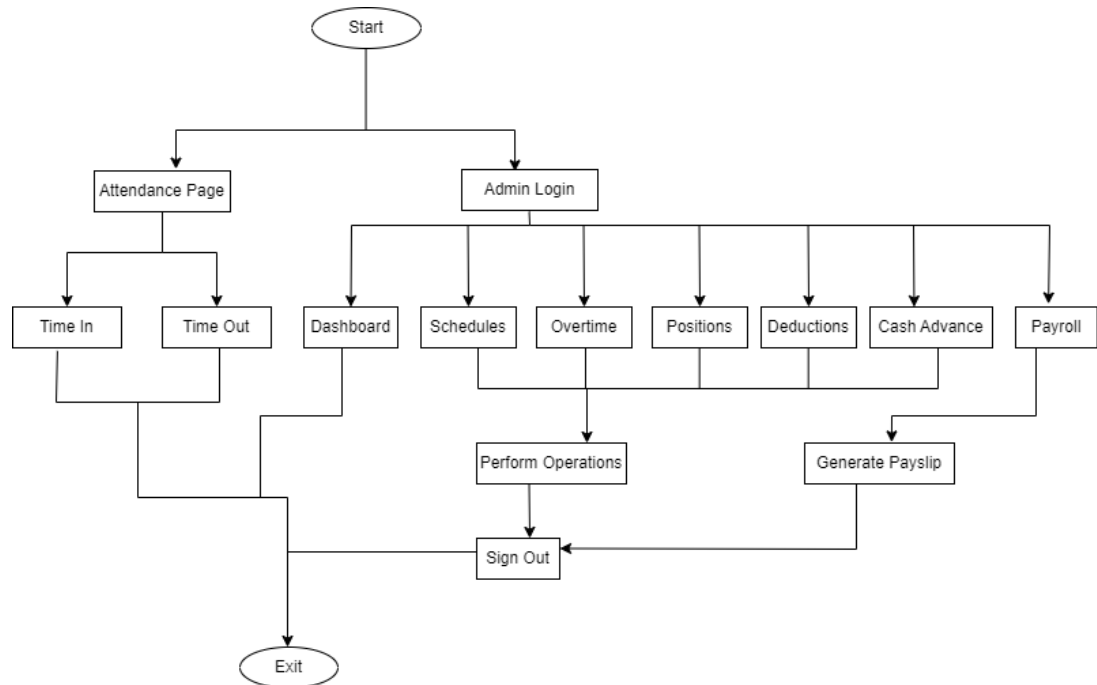 Start
Attendance Page
Admin Login
Time In
Time Out
Dashboard
Schedules
Overtime
Positions
Deductions
Cash Advance
Payroll
Perform Operations
Generate Payslip
Sign Out
Exit